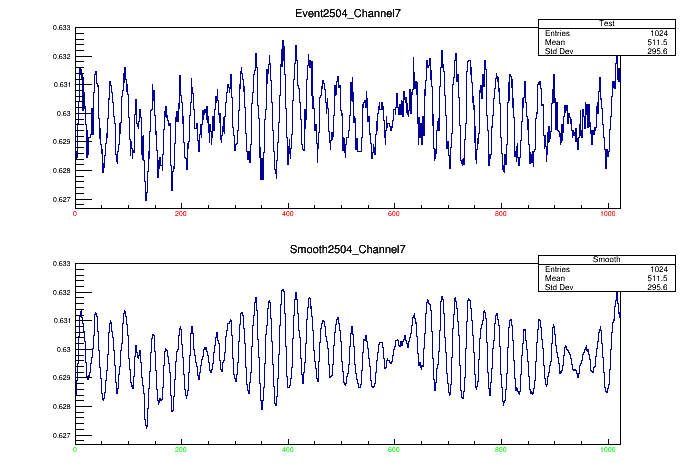 Event2504_Channel7
Test
Entries 1024
Mean 511.5
Std Dev 295.6
0.633
0.632
0.631
0.63
0.629
0.628
0.627
0 200 400 600 800 1000
Smooth2504_Channel7
Smooth
Entries 1024
Mean 511.5
Std Dev 295.6
0.633
0.632
0.631
0.63
0.629
0.628
0.627
0 200 400 600 800 1000